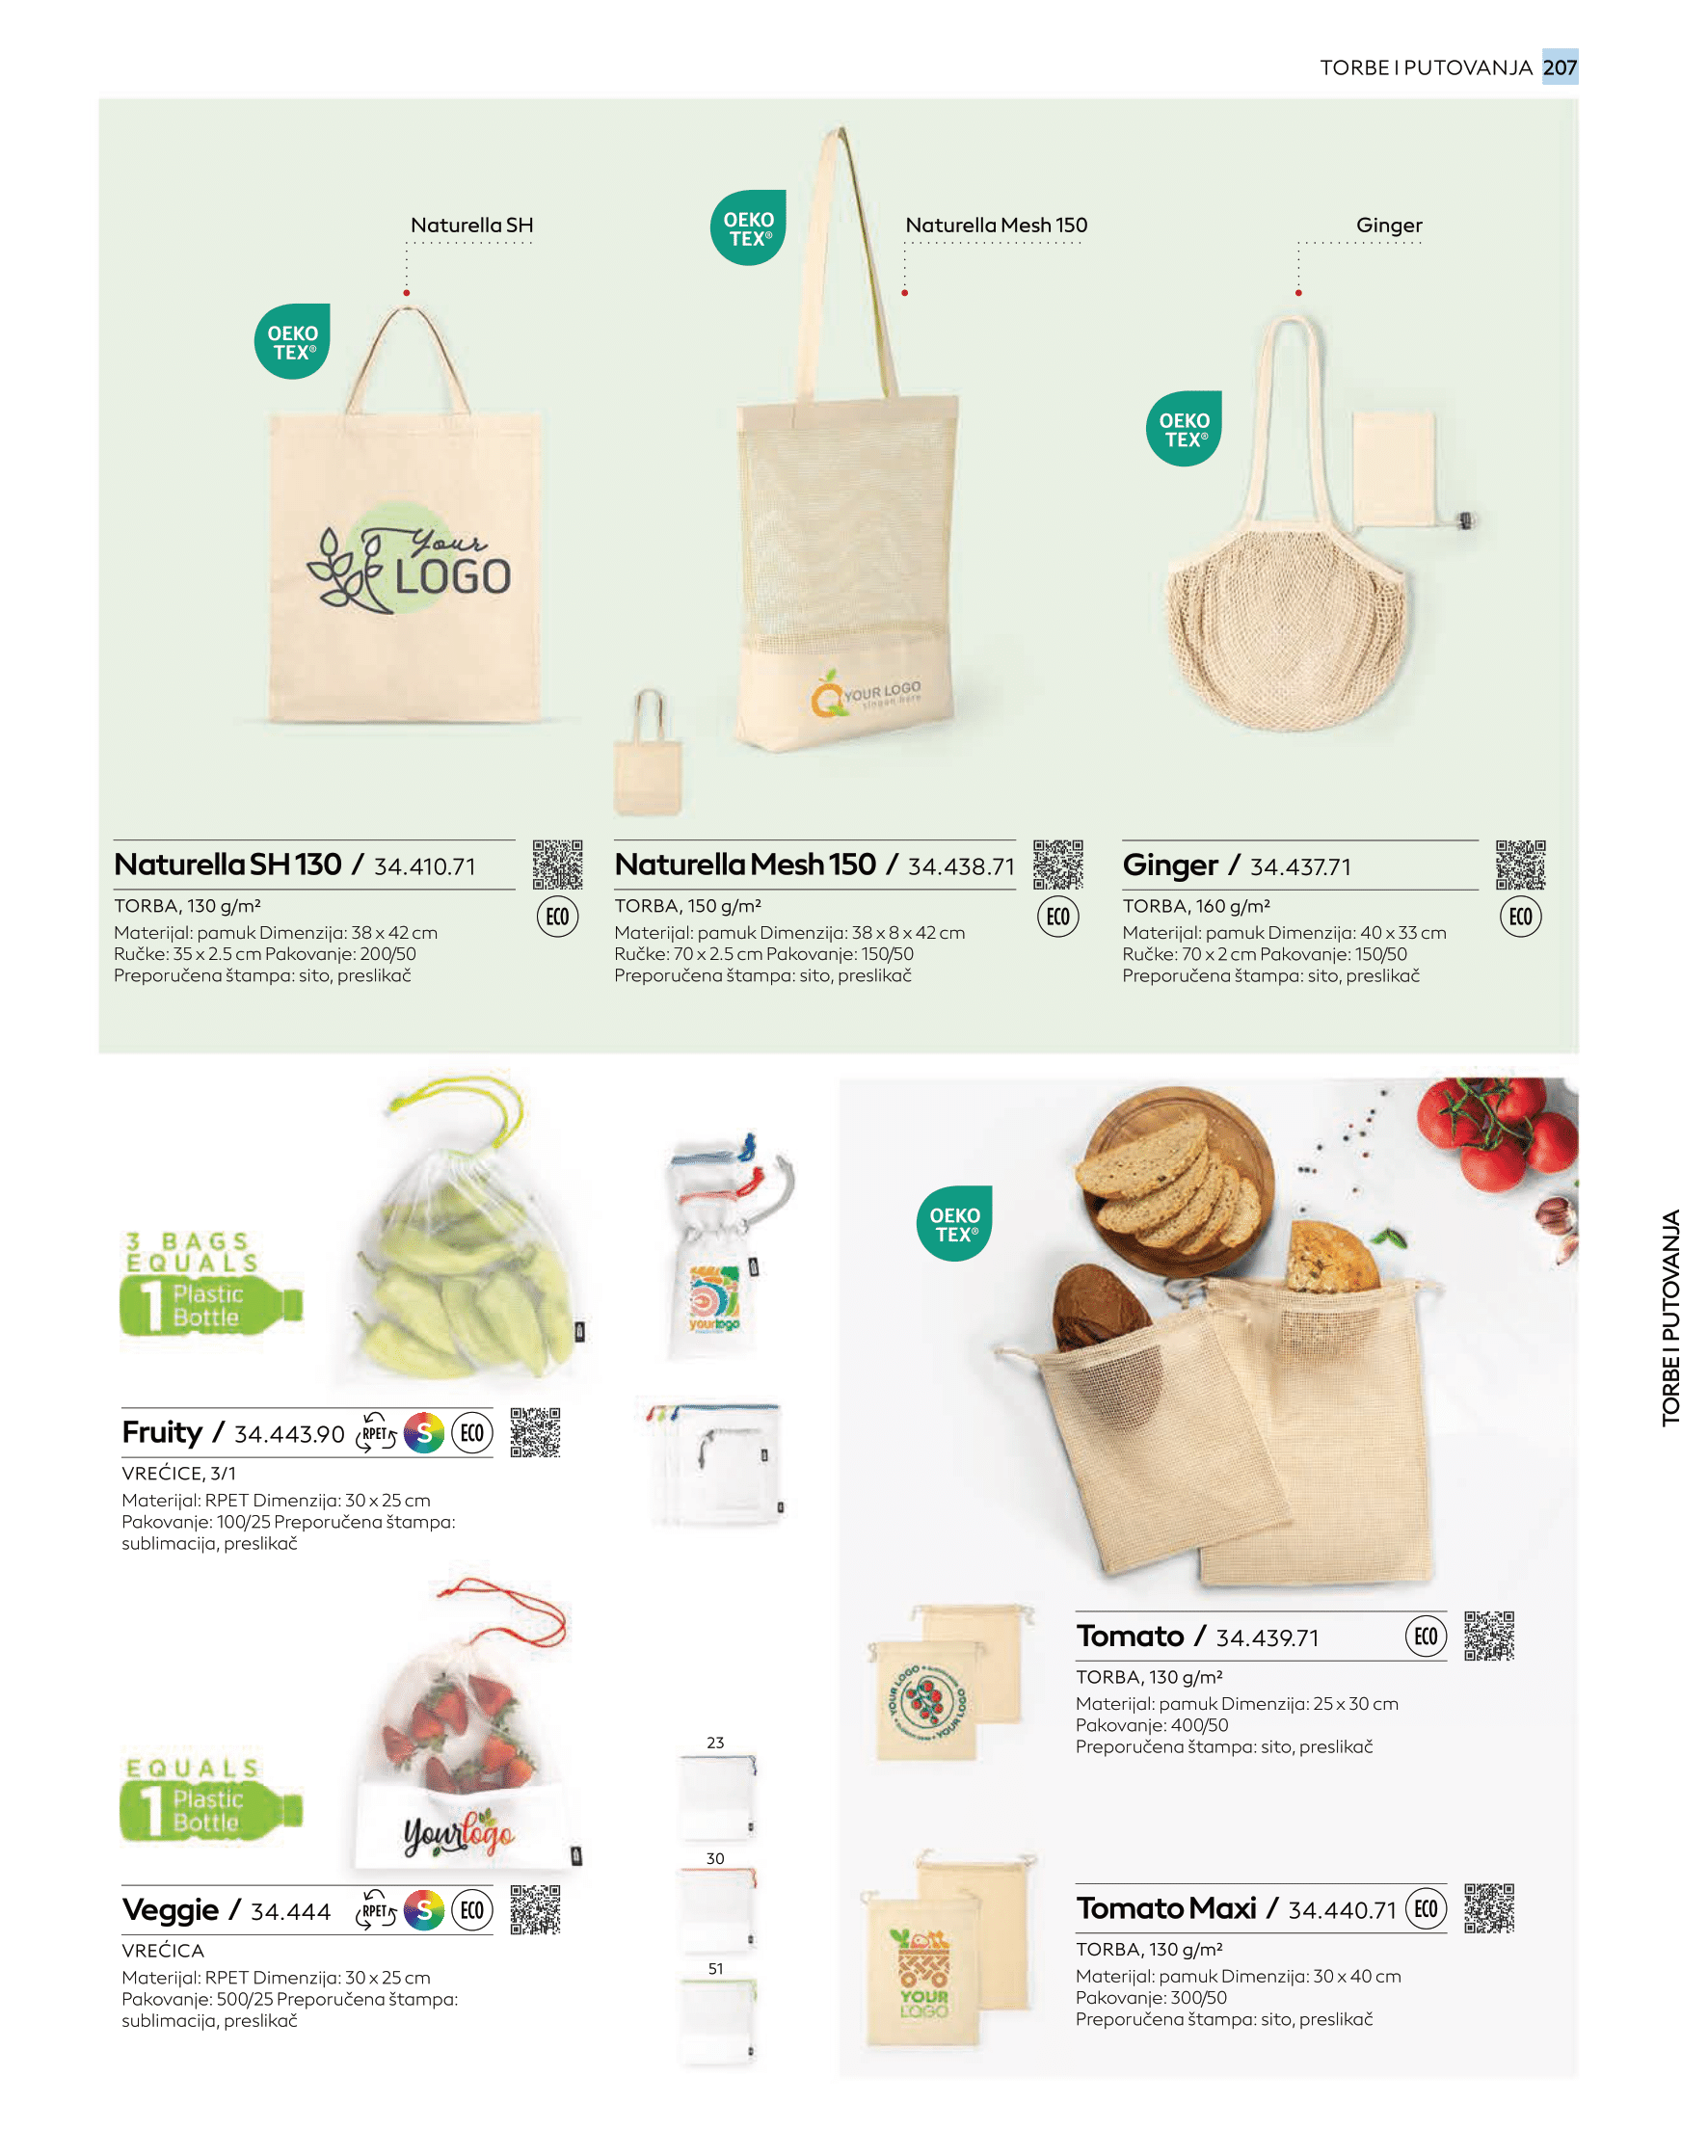 TORBE I PUTOVANJA 207
Naturella SH
OEKO
TEX®
Naturella Mesh 150
Ginger
OEKO
TEX®
OEKO
TEX®
Your
LOGO
YOUR LOGO
slogan here
Naturella SH 130 / 34.410.71
TORBA, 130 g/m²
ECO
Materijal: pamuk Dimenzija: 38 x 42 cm
Ručke: 35 x 2.5 cm Pakovanje: 200/50
Preporučena štampa: sito, preslikač
Naturella Mesh 150 / 34.438.71
TORBA, 150 g/m²
ECO
Materijal: pamuk Dimenzija: 38 x 8 x 42 cm
Ručke: 70 x 2.5 cm Pakovanje: 150/50
Preporučena štampa: sito, preslikač
Ginger / 34.437.71
TORBA, 160 g/m²
ECO
Materijal: pamuk Dimenzija: 40 x 33 cm
Ručke: 70 x 2 cm Pakovanje: 150/50
Preporučena štampa: sito, preslikač
3 BAGS
EQUALS
1 Plastic
Bottle
yourlogo
Fruity / 34.443.90
RPET
S
ECO
VREĆICE, 3/1
Materijal: RPET Dimenzija: 30 x 25 cm
Pakovanje: 100/25 Preporučena štampa:
sublimacija, preslikač
EQUALS
1 Plastic
Bottle
Yourlogo
23
30
51
Veggie / 34.444
RPET
S
ECO
VREĆICA
Materijal: RPET Dimenzija: 30 x 25 cm
Pakovanje: 500/25 Preporučena štampa:
sublimacija, preslikač
OEKO
TEX®
YOUR LOGO
YOUR LOGO
Tomato / 34.439.71
ECO
TORBA, 130 g/m²
Materijal: pamuk Dimenzija: 25 x 30 cm
Pakovanje: 400/50
Preporučena štampa: sito, preslikač
YOUR
LOGO
Tomato Maxi / 34.440.71
ECO
TORBA, 130 g/m²
Materijal: pamuk Dimenzija: 30 x 40 cm
Pakovanje: 300/50
Preporučena štampa: sito, preslikač
TORBE I PUTOVANJA